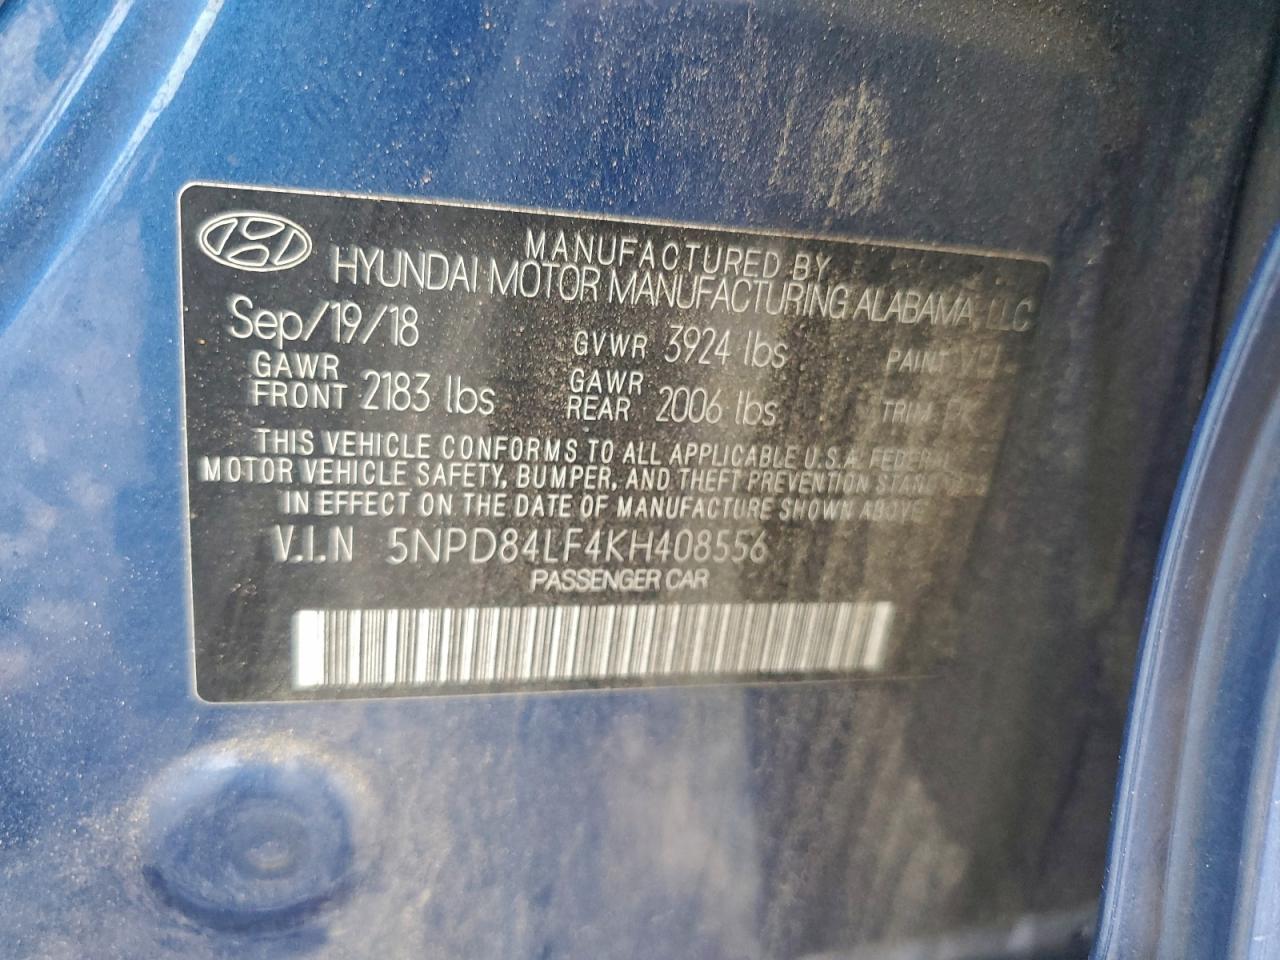 MANUFACTURED BY
HYUNDAI MOTOR MANUFACTURING ALABAMA, LLC
Sep/19/18 GVWR 3924 lbs PAINT
GAWR FRONT 2183 lbs GAWR REAR 2006 lbs TRIM
THIS VEHICLE CONFORMS TO ALL APPLICABLE U.S.A. FEDERAL
MOTOR VEHICLE SAFETY, BUMPER, AND THEFT PREVENTION
IN EFFECT ON THE DATE OF MANUFACTURE SHOWN ABOVE
V.I.N 5NPD84LF4KH408556
PASSENGER CAR